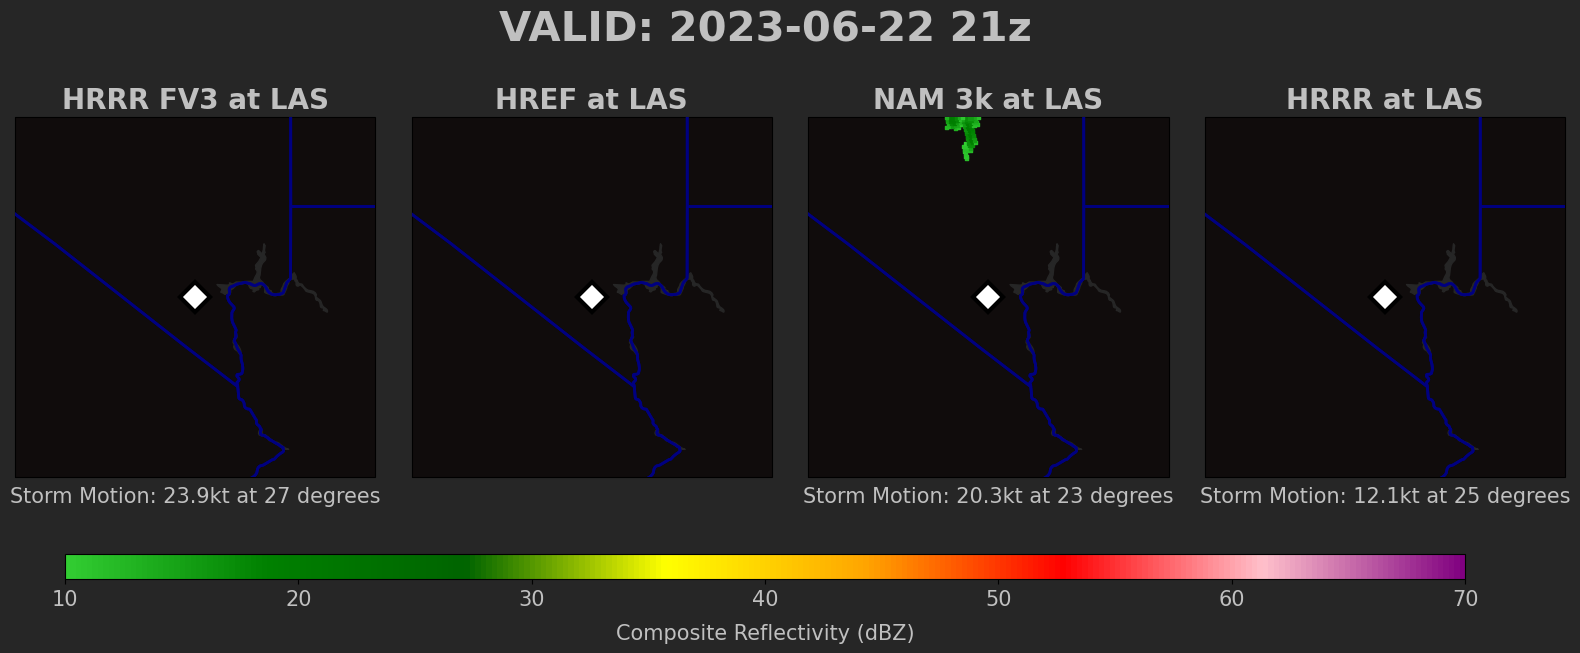 VALID: 2023-06-22 21z
HRRR FV3 at LAS
HREF at LAS
NAM 3k at LAS
HRRR at LAS
Storm Motion: 23.9kt at 27 degrees
Storm Motion: 20.3kt at 23 degrees
Storm Motion: 12.1kt at 25 degrees
10 20 30 40 50 60 70
Composite Reflectivity (dBZ)